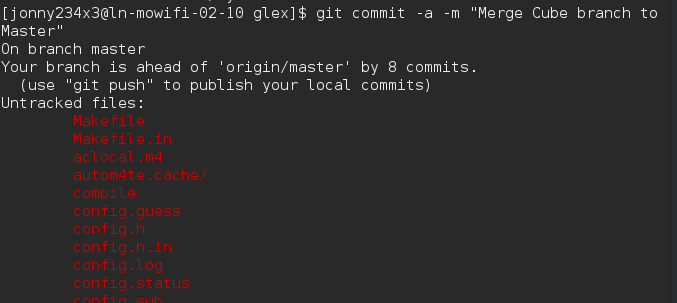 [jonny234x3@ln-mowifi-02-10 glex]$ git commit -a -m "Merge Cube branch to
Master"
On branch master
Your branch is ahead of 'origin/master' by 8 commits.
  (use "git push" to publish your local commits)
Untracked files:
        Makefile
        Makefile.in
        aclocal.m4
        autom4te.cache/
        compile
        config.guess
        config.h
        config.h.in
        config.log
        config.status
        config.sub